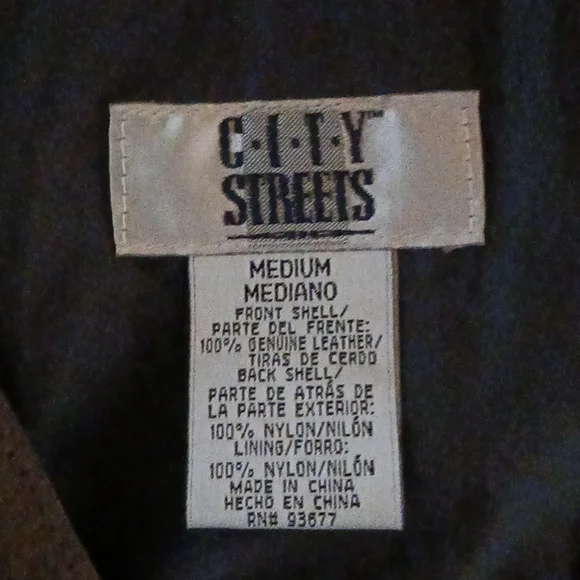 C·I·T·Y™
STREETS
MEDIUM
MEDIANO
FRONT SHELL/
PARTE DEL FRENTE:
100% GENUINE LEATHER/
TIRAS DE CERDO
BACK SHELL/
PARTE DE ATRÁS DE
LA PARTE EXTERIOR:
100% NYLON/NILÓN
LINING/FORRO:
100% NYLON/NILÓN
MADE IN CHINA
HECHO EN CHINA
RN# 93677